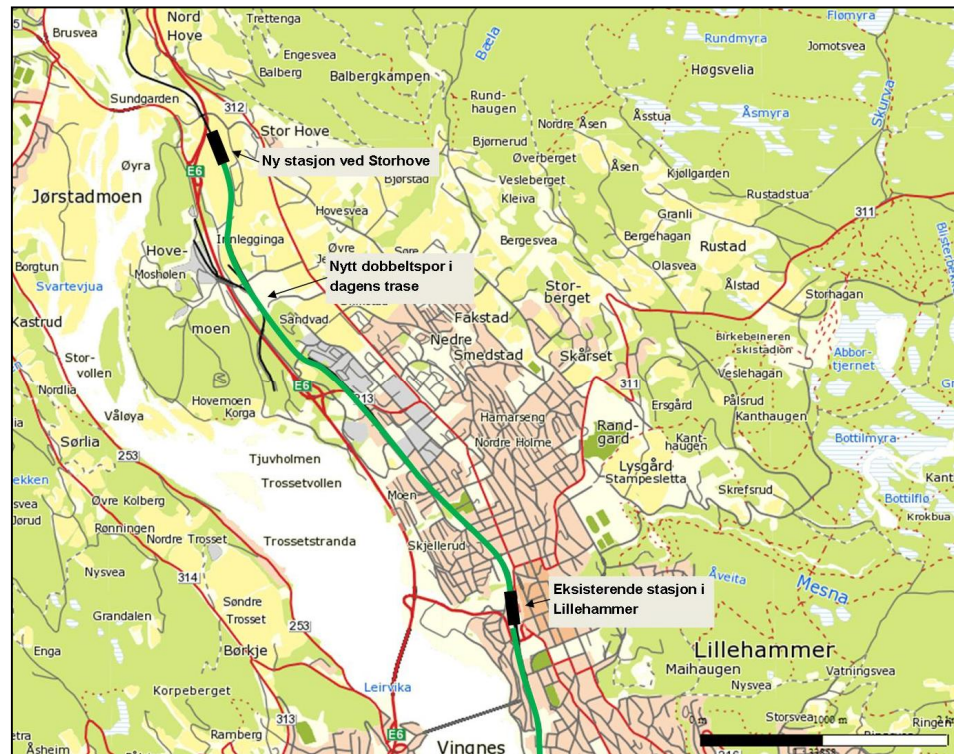 Nord
Hove
Trettenga
Flømyra
Brusvea
Engesvea
Balberg
Balbergkampen
Bæla
Rundmyra
Jomotsvea
Høgsvelia
Skurva
Sundgarden
312
Rund-
haugen
Nordre Åsen
Åsstua
Åsmyra
Stor Hove
Bjørnerud
Ny stasjon ved Storhove
Øverberget
Åsen
Kjøllgarden
Øyra
E6
Bjørstad
Vesleberget
Kleiva
Rustadstua
Jørstadmoen
Hovesvea
Granli
311
Innlegginga
Øvre
Bergesvea
Bergehagan
Rustad
Hove-
Mosholen
moen
Nytt dobbeltspor i
dagens trase
Olasvea
Borgtun
Svartevjua
Stor-
berget
Ålstad
Storhagan
Kastrud
Sandvad
Fakstad
Nedre
Smedstad
Birkebeineren
skistadion
Abbor-
tjernet
Stor-
vollen
Skårset
Veslehagan
Nordlia
E6
213
311
Hovemoen
Korga
Ersgård
Pålsrud
Kanthaugen
Våløya
Hamarseng
Rand-
gård
Sørlia
253
Nordre Holme
Kant-
haugen
Bottilmyra
Tjuvholmen
Lysgård
Stampesletta
Trossetvollen
Moen
Skrefsrud
Bottilflø
Øvre Kolberg
Krokbua
Rønningen
Nordre Trosset
Trossetstranda
Skjellerud
Nysvea
314
Åveita
Mesna
Eksisterende stasjon i
Lillehammer
Grandalen
Søndre
Trosset
253
Enga
Børkje
Lillehammer
Maihaugen
Vatningsvea
Leirvika
Nysvea
Korpeberget
313
Storsvea
1000 m
Ramberg
E6
Vingnes
Åsheim